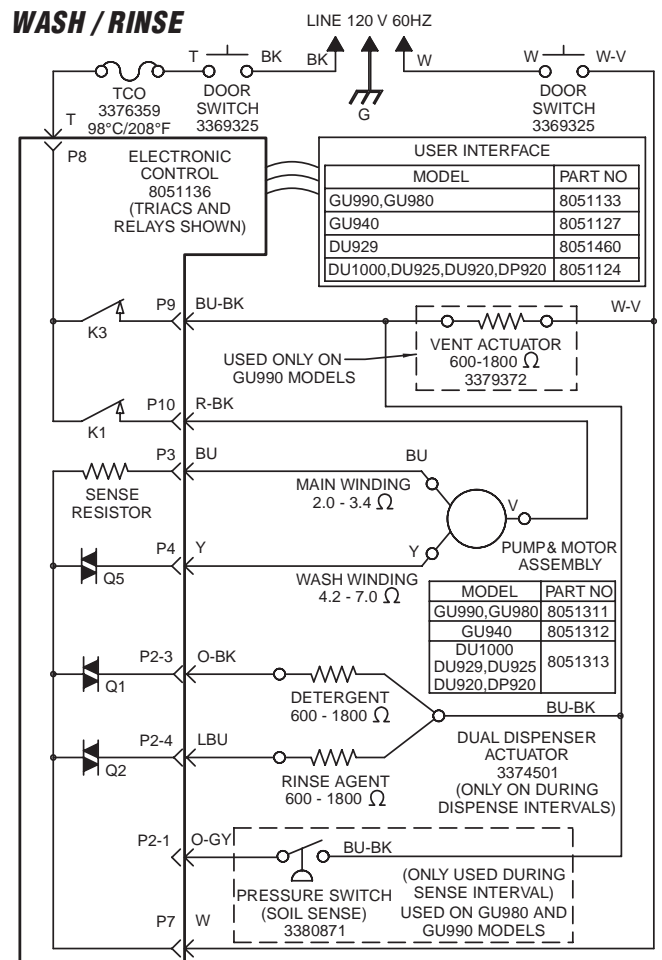 WASH / RINSE
LINE 120 V 60HZ
T
BK
BK
W
W
W-V
TCO
3376359
98°C/208°F
DOOR
SWITCH
3369325
G
DOOR
SWITCH
3369325
T
P8
ELECTRONIC
CONTROL
8051136
(TRIACS AND
RELAYS SHOWN)
USER INTERFACE
MODEL PART NO
GU990,GU980 8051133
GU940 8051127
DU929 8051460
DU1000,DU925,DU920,DP920 8051124
K3
P9
BU-BK
W-V
USED ONLY ON
GU990 MODELS
VENT ACTUATOR
600-1800 Ω
3379372
K1
P10
R-BK
SENSE
RESISTOR
P3
BU
BU
MAIN WINDING
2.0 - 3.4 Ω
V
PUMP& MOTOR
ASSEMBLY
Q5
P4
Y
Y
WASH WINDING
4.2 - 7.0 Ω
MODEL PART NO
GU990,GU980 8051311
GU940 8051312
DU1000
DU929,DU925 8051313
DU920,DP920
Q1
P2-3
O-BK
DETERGENT
600 - 1800 Ω
BU-BK
Q2
P2-4
LBU
RINSE AGENT
600 - 1800 Ω
DUAL DISPENSER
ACTUATOR
3374501
(ONLY ON DURING
DISPENSE INTERVALS)
P2-1
O-GY
BU-BK
PRESSURE SWITCH
(SOIL SENSE)
3380871
(ONLY USED DURING
SENSE INTERVAL)
USED ON GU980 AND
GU990 MODELS
P7
W